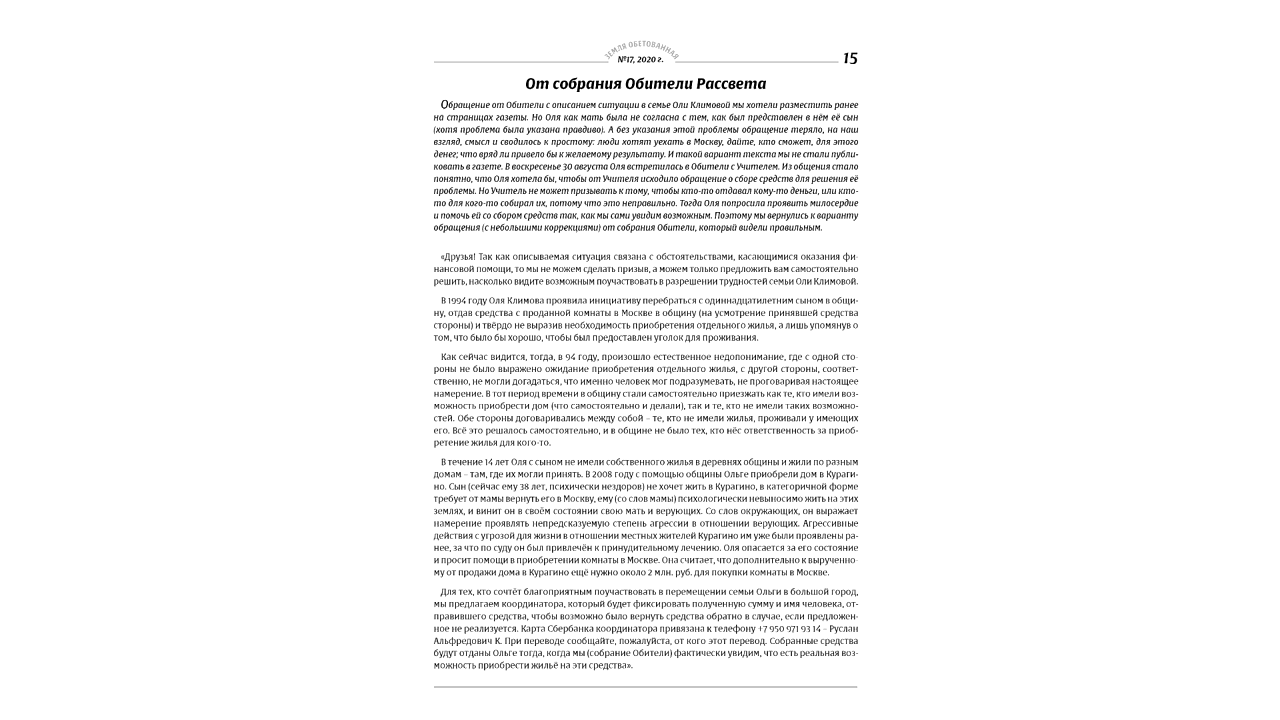 ЗЕМЛЯ ОБЕТОВАННАЯ
№17, 2020 г.
15
От собрания Обители Рассвета
Обращение от Обители с описанием ситуации в семье Оли Климовой мы хотели разместить ранее
на страницах газеты. Но Оля как мать была не согласна с тем, как был представлен в нём её сын
(хотя проблема была указана правдиво). А без указания этой проблемы обращение теряло, на наш
взгляд, смысл и сводилось к простому: люди хотят уехать в Москву, дайте, кто сможет, для этого
денег; что вряд ли привело бы к желаемому результату. И такой вариант текста мы не стали публи-
ковать в газете. В воскресенье 30 августа Оля встретилась в Обители с Учителем. Из общения стало
понятно, что Оля хотела бы, чтобы от Учителя исходило обращение о сборе средств для решения её
проблемы. Но Учитель не может призывать к тому, чтобы кто-то отдавал кому-то деньги, или кто-
то для кого-то собирал их, потому что это неправильно. Тогда Оля попросила проявить милосердие
и помочь ей со сбором средств так, как мы сами увидим возможным. Поэтому мы вернулись к варианту
обращения (с небольшими коррекциями) от собрания Обители, который видели правильным.
«Друзья! Так как описываемая ситуация связана с обстоятельствами, касающимися оказания фи-
нансовой помощи, то мы не можем сделать призыв, а можем только предложить вам самостоятельно
решить, насколько видите возможным поучаствовать в разрешении трудностей семьи Оли Климовой.
В 1994 году Оля Климова проявила инициативу перебраться с одиннадцатилетним сыном в общи-
ну, отдав средства с проданной комнаты в Москве в общину (на усмотрение принявшей средства
стороны) и твёрдо не выразив необходимость приобретения отдельного жилья, а лишь упомянув о
том, что было бы хорошо, чтобы был предоставлен уголок для проживания.
Как сейчас видится, тогда, в 94 году, произошло естественное недопонимание, где с одной сто-
роны не было выражено ожидание приобретения отдельного жилья, с другой стороны, соответ-
ственно, не могли догадаться, что именно человек мог подразумевать, не проговаривая настоящее
намерение. В тот период времени в общину стали самостоятельно приезжать как те, кто имели воз-
можность приобрести дом (что самостоятельно и делали), так и те, кто не имели таких возможно-
стей. Обе стороны договаривались между собой – те, кто не имели жилья, проживали у имеющих
его. Всё это решалось самостоятельно, и в общине не было тех, кто нёс ответственность за приоб-
ретение жилья для кого-то.
В течение 14 лет Оля с сыном не имели собственного жилья в деревнях общины и жили по разным
домам – там, где их могли принять. В 2008 году с помощью общины Ольге приобрели дом в Кураги-
но. Сын (сейчас ему 38 лет, психически нездоров) не хочет жить в Курагино, в категоричной форме
требует от мамы вернуть его в Москву, ему (со слов мамы) психологически невыносимо жить на этих
землях, и винит он в своём состоянии свою мать и верующих. Со слов окружающих, он выражает
намерение проявлять непредсказуемую степень агрессии в отношении верующих. Агрессивные
действия с угрозой для жизни в отношении местных жителей Курагино им уже были проявлены ра-
нее, за что по суду он был привлечён к принудительному лечению. Оля опасается за его состояние
и просит помощи в приобретении комнаты в Москве. Она считает, что дополнительно к вырученно-
му от продажи дома в Курагино ещё нужно около 2 млн. руб. для покупки комнаты в Москве.
Для тех, кто сочтёт благоприятным поучаствовать в перемещении семьи Ольги в большой город,
мы предлагаем координатора, который будет фиксировать полученную сумму и имя человека, от-
правившего средства, чтобы возможно было вернуть средства обратно в случае, если предложен-
ное не реализуется. Карта Сбербанка координатора привязана к телефону +7 950 971 93 14 – Руслан
Альфредович К. При переводе сообщайте, пожалуйста, от кого этот перевод. Собранные средства
будут отданы Ольге тогда, когда мы (собрание Обители) фактически увидим, что есть реальная воз-
можность приобрести жильё на эти средства».